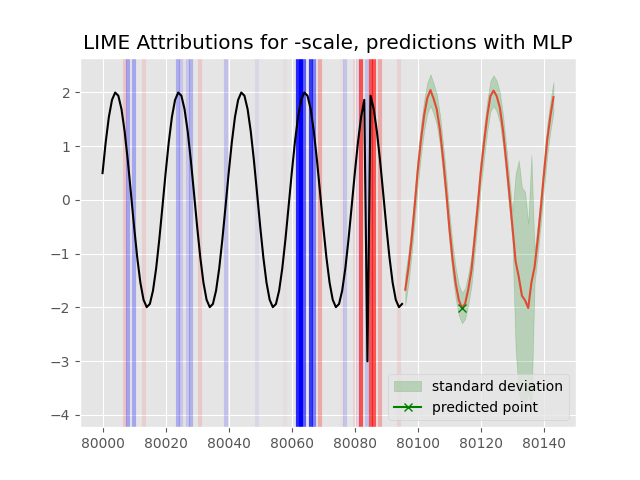 LIME Attributions for -scale, predictions with MLP
2
1
0
−1
−2
−3
−4
standard deviation
predicted point
80000 80020 80040 80060 80080 80100 80120 80140